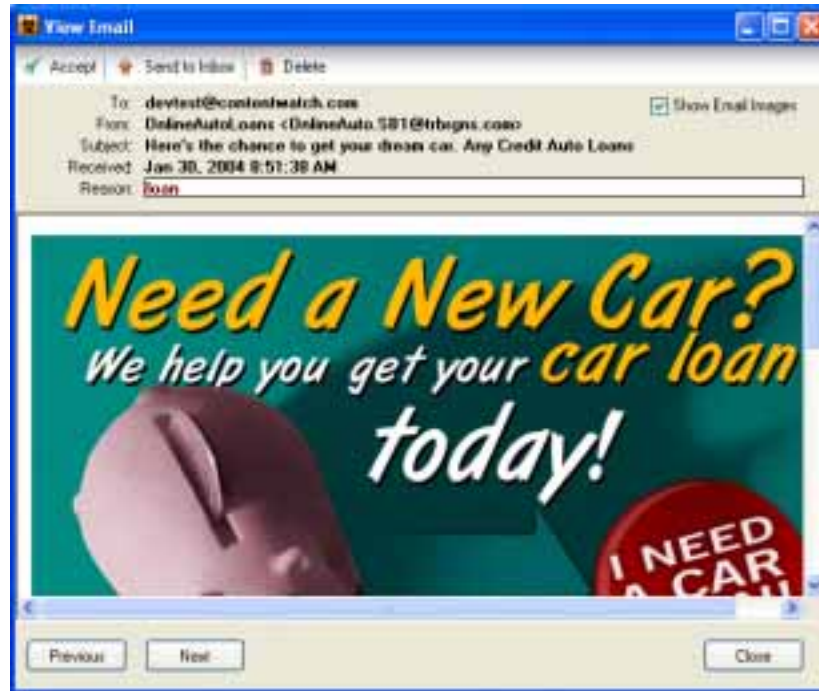 View Email
Accept Send to Inbox Delete
To: devtest@contentwatch.com Show Email Images
From: OnlineAutoLoans <OnlineAuto.581@trbigns.com>
Subject: Here's the chance to get your dream car. Any Credit Auto Loans
Received: Jan 30, 2004 8:51:38 AM
Reason: loan
Need a New Car?
We help you get your car loan
today!
I NEED
A CAR
Previous Next Close